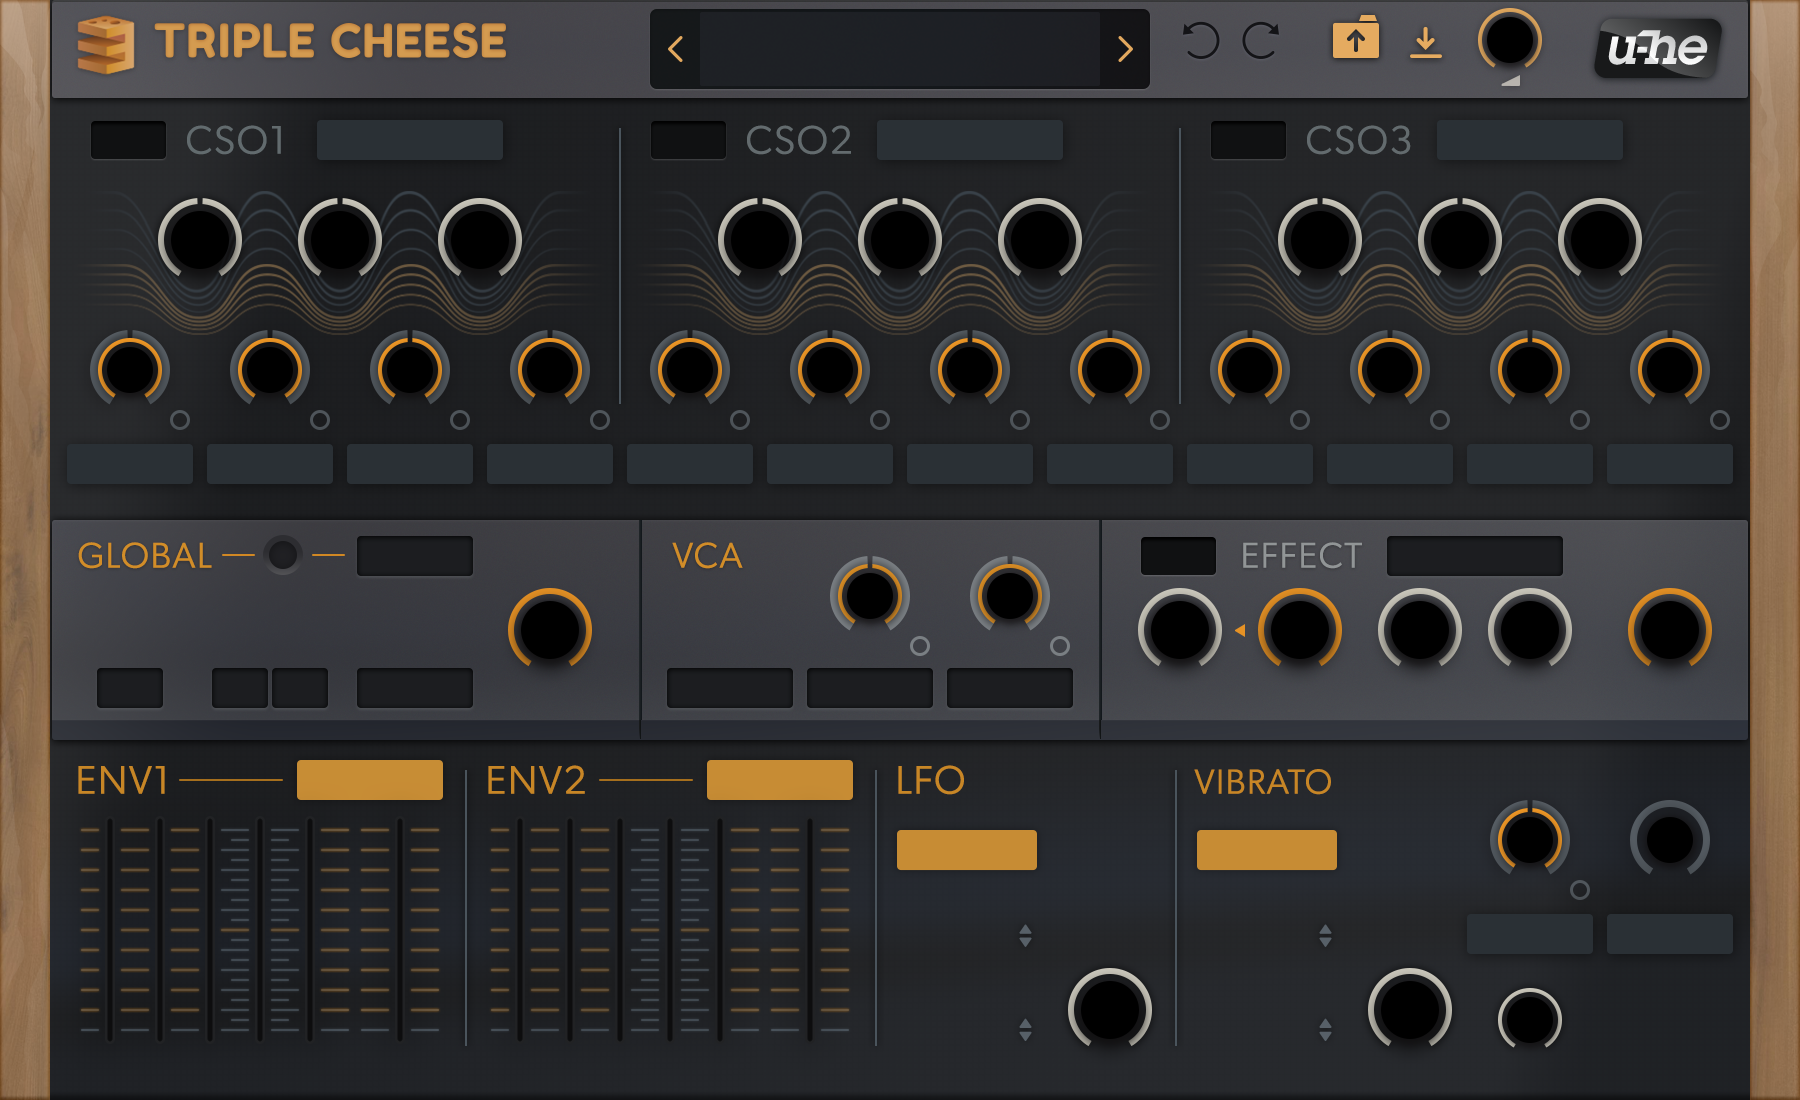 TRIPLE CHEESE
u-he
CSO1
CSO2
CSO3
GLOBAL
VCA
EFFECT
ENV1
ENV2
LFO
VIBRATO